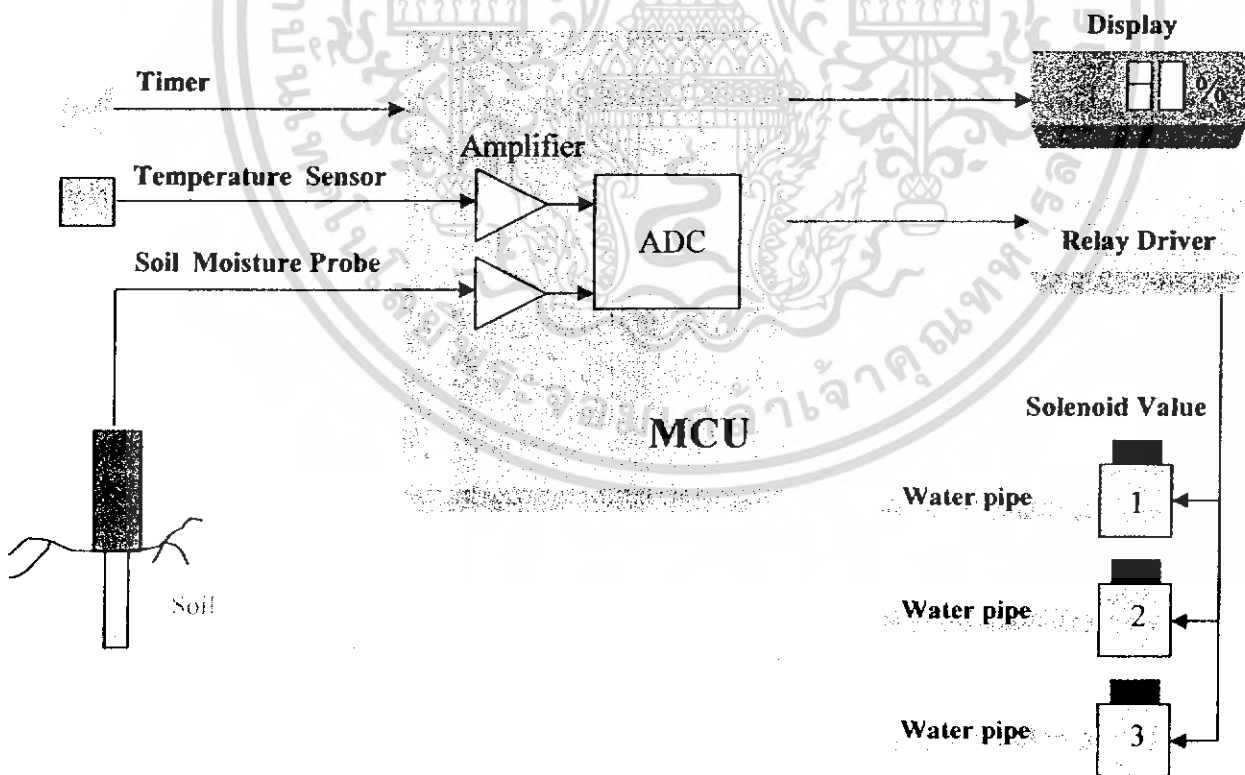 Display
Timer
%
Amplifier
Temperature Sensor
ADC
Relay Driver
Soil Moisture Probe
MCU
Solenoid Value
Water pipe
1
Soil
Water pipe
2
Water pipe
3